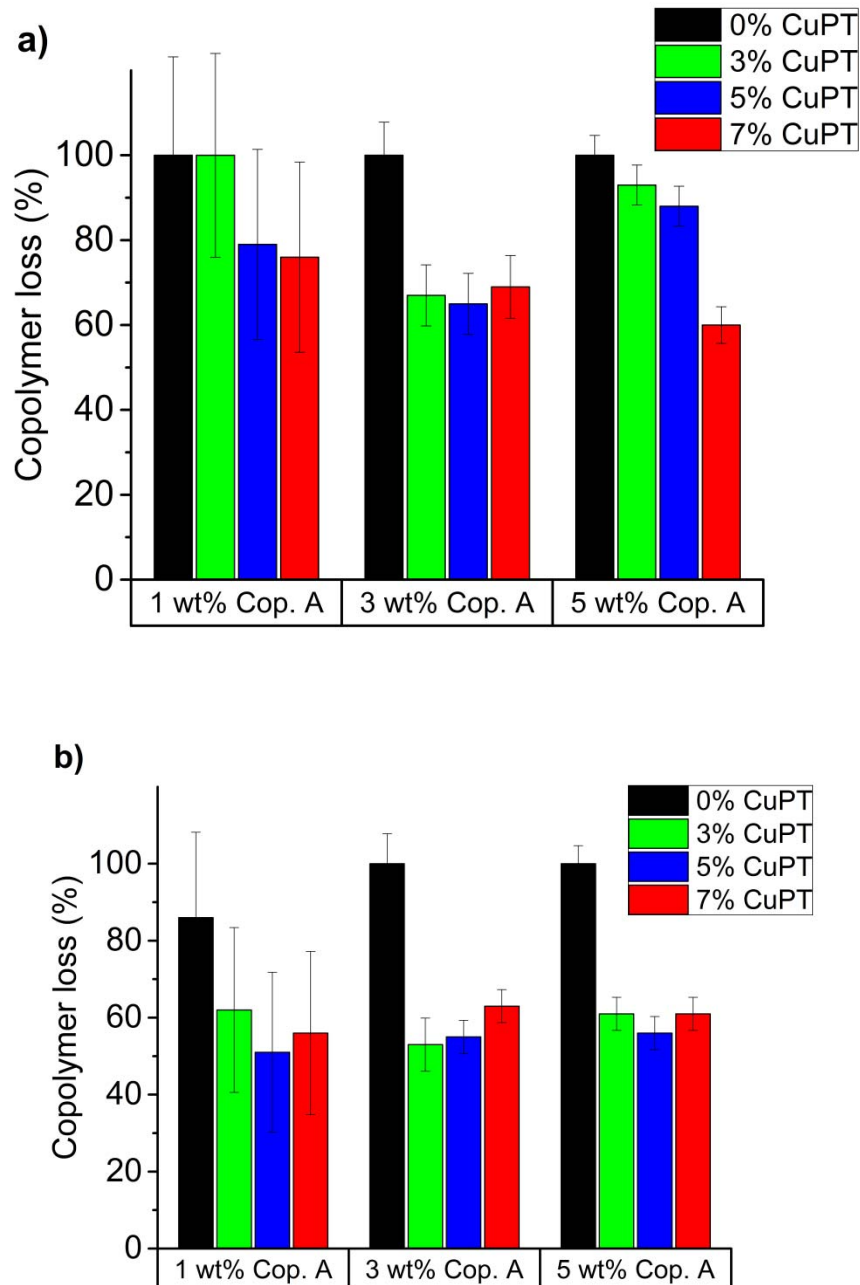 a)
0% CuPT
3% CuPT
5% CuPT
7% CuPT
Copolymer loss (%)
100
80
60
40
20
0
1 wt% Cop. A
3 wt% Cop. A
5 wt% Cop. A
b)
0% CuPT
3% CuPT
5% CuPT
7% CuPT
Copolymer loss (%)
100
80
60
40
20
0
1 wt% Cop. A
3 wt% Cop. A
5 wt% Cop. A